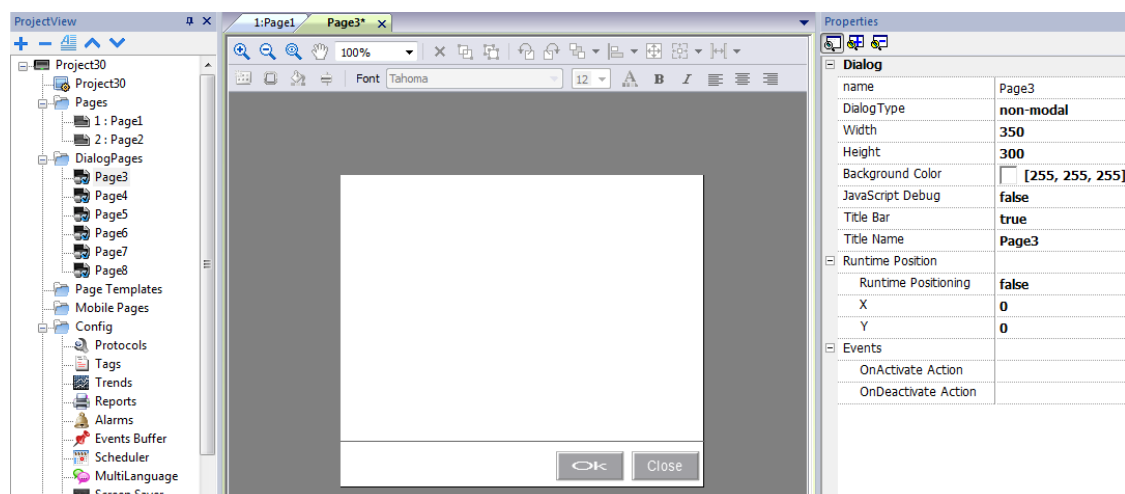 ProjectView
Project30
Project30
Pages
1 : Page1
2 : Page2
DialogPages
Page3
Page4
Page5
Page6
Page7
Page8
Page Templates
Mobile Pages
Config
Protocols
Tags
Trends
Reports
Alarms
Events Buffer
Scheduler
MultiLanguage
Screen Saver
1:Page1 Page3* x
100%
Font Tahoma 12 A B I
Ok Close
Properties
Dialog
name Page3
DialogType non-modal
Width 350
Height 300
Background Color [255, 255, 255]
JavaScript Debug false
Title Bar true
Title Name Page3
Runtime Position
Runtime Positioning false
X 0
Y 0
Events
OnActivate Action
OnDeactivate Action